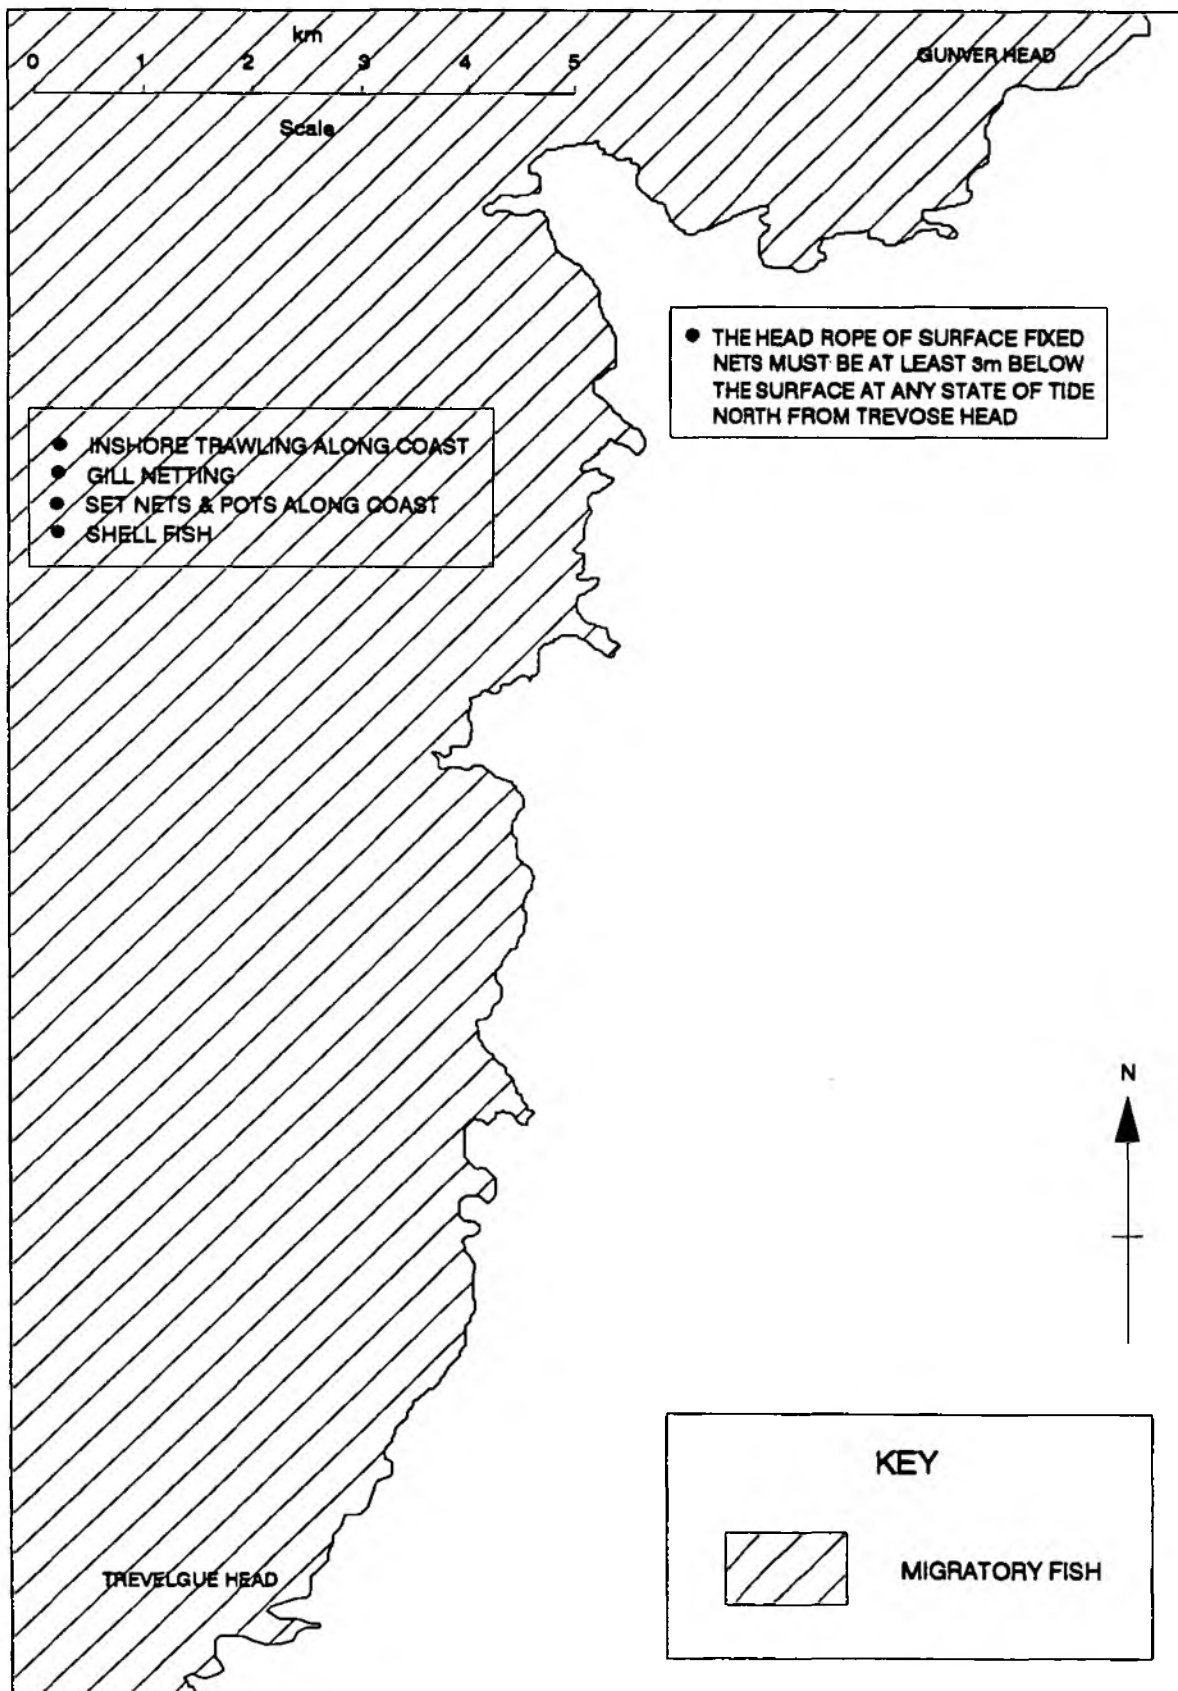 km
0 1 2 3 4 5
Scale
GUNVER HEAD
● THE HEAD ROPE OF SURFACE FIXED
NETS MUST BE AT LEAST 3m BELOW
THE SURFACE AT ANY STATE OF TIDE
NORTH FROM TREVOSE HEAD
● INSHORE TRAWLING ALONG COAST
● GILL NETTING
● SET NETS & POTS ALONG COAST
● SHELL FISH
N
KEY
MIGRATORY FISH
TREVELGUE HEAD